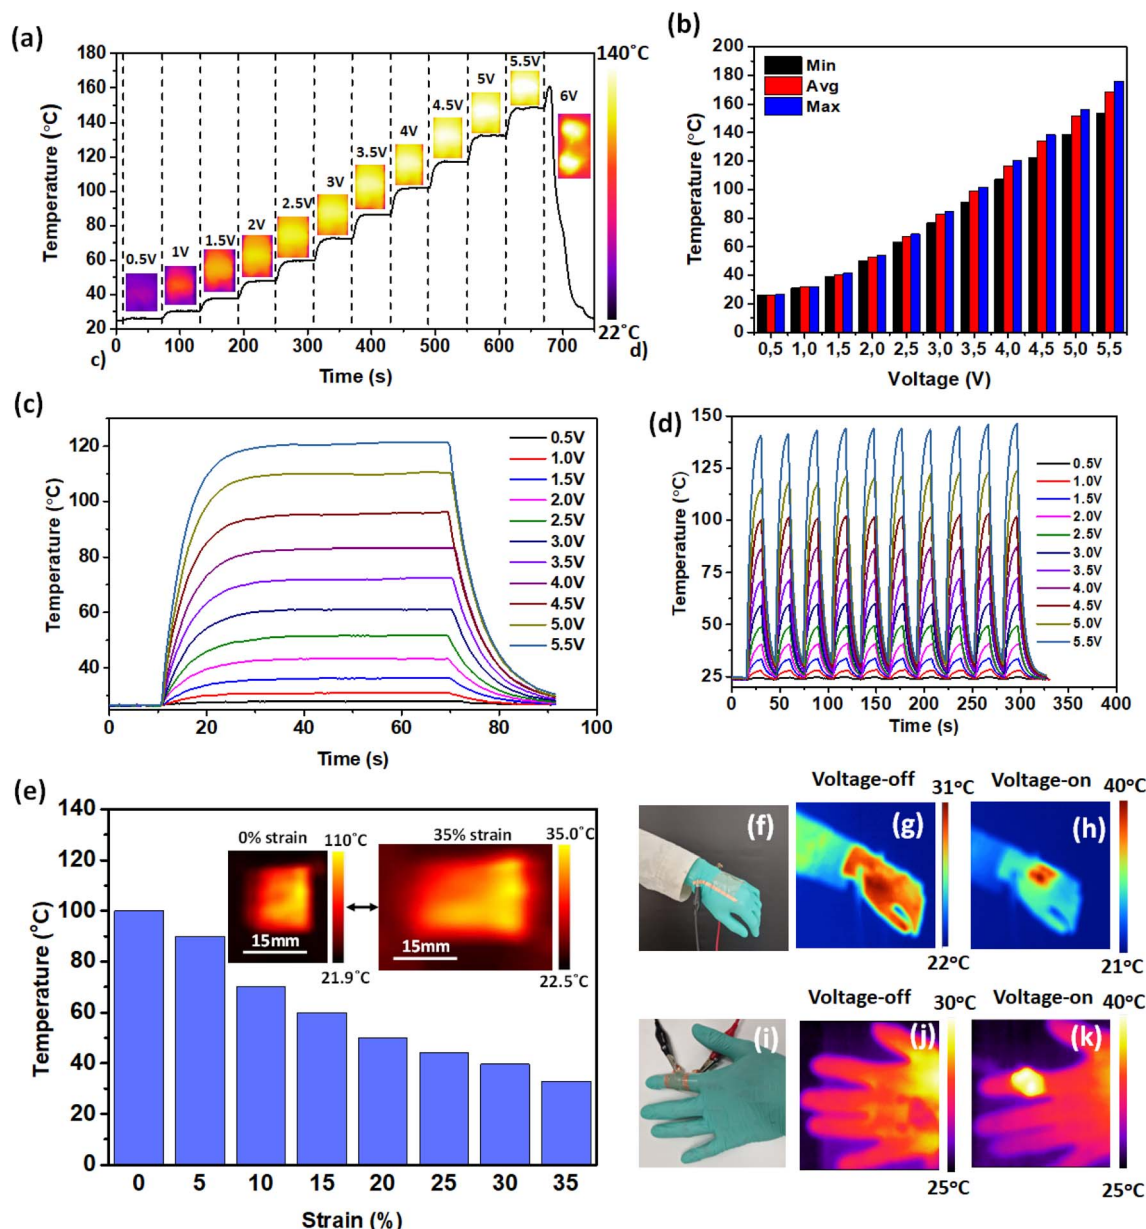 (a)
180
160
140
120
100
80
60
40
20
Temperature (°C)
0.5V
1V
1.5V
2V
2.5V
3V
3.5V
4V
4.5V
5V
5.5V
6V
140˚C
22˚C
0 100 200 300 400 500 600 700
c)
d)
Time (s)
(b)
200
180
160
140
120
100
80
60
40
20
0
Temperature (°C)
Min
Avg
Max
0,5 1,0 1,5 2,0 2,5 3,0 3,5 4,0 4,5 5,0 5,5
Voltage (V)
(c)
120
100
80
60
40
Temperature (°C)
0.5V
1.0V
1.5V
2.0V
2.5V
3.0V
3.5V
4.0V
4.5V
5.0V
5.5V
0 20 40 60 80 100
Time (s)
(d)
150
125
100
75
50
25
Temperature (°C)
0.5V
1.0V
1.5V
2.0V
2.5V
3.0V
3.5V
4.0V
4.5V
5.0V
5.5V
0 50 100 150 200 250 300 350 400
Time (s)
(e)
140
120
100
80
60
40
20
0
Temperature (°C)
0% strain
110˚C
15mm
21.9˚C
35% strain
35.0˚C
15mm
22.5˚C
0 5 10 15 20 25 30 35
Strain (%)
(f)
Voltage-off
31°C
(g)
22°C
Voltage-on
40°C
(h)
21°C
(i)
Voltage-off
30°C
(j)
25°C
Voltage-on
40°C
(k)
25°C